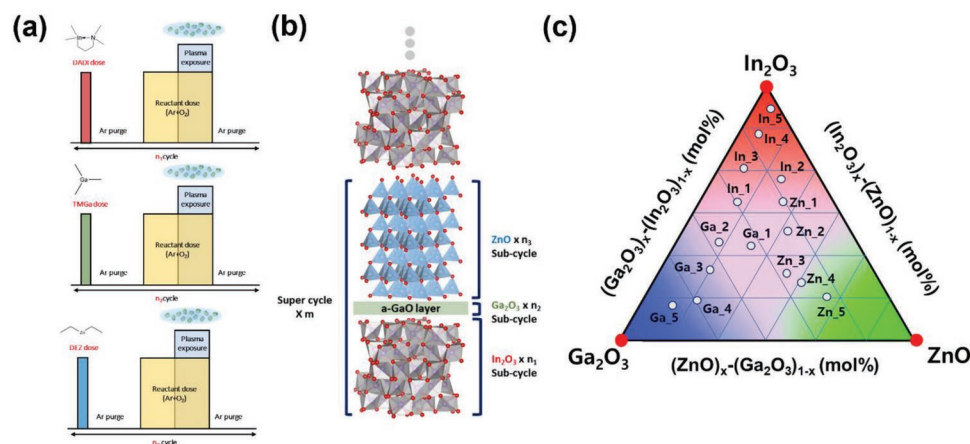 (a)
DADI dose
Ar purge
Reactant dose
(Ar+O₂)
Plasma
exposure
Ar purge
n₁cycle
Ga
TMGa dose
Ar purge
Reactant dose
(Ar+O₂)
Plasma
exposure
Ar purge
cycle
DEZ dose
Ar purge
Reactant dose
(Ar+O₂)
Plasma
exposure
Ar purge
cycle
(b)
Super cycle
X m
a-GaO layer
ZnO x n₃
Sub-cycle
Ga₂O₃ x n₂
Sub-cycle
In₂O₃ x n₁
Sub-cycle
(c)
In₂O₃
(Ga₂O₃)ₓ-(In₂O₃)₁₋ₓ (mol%)
(In₂O₃)ₓ-(ZnO)₁₋ₓ (mol%)
In_5
In_4
In_3
In_2
In_1
Zn_1
Ga_2
Ga_1
Zn_2
Ga_3
Zn_3
Zn_4
Ga_5
Ga_4
Zn_5
Ga₂O₃
ZnO
(ZnO)ₓ-(Ga₂O₃)₁₋ₓ (mol%)